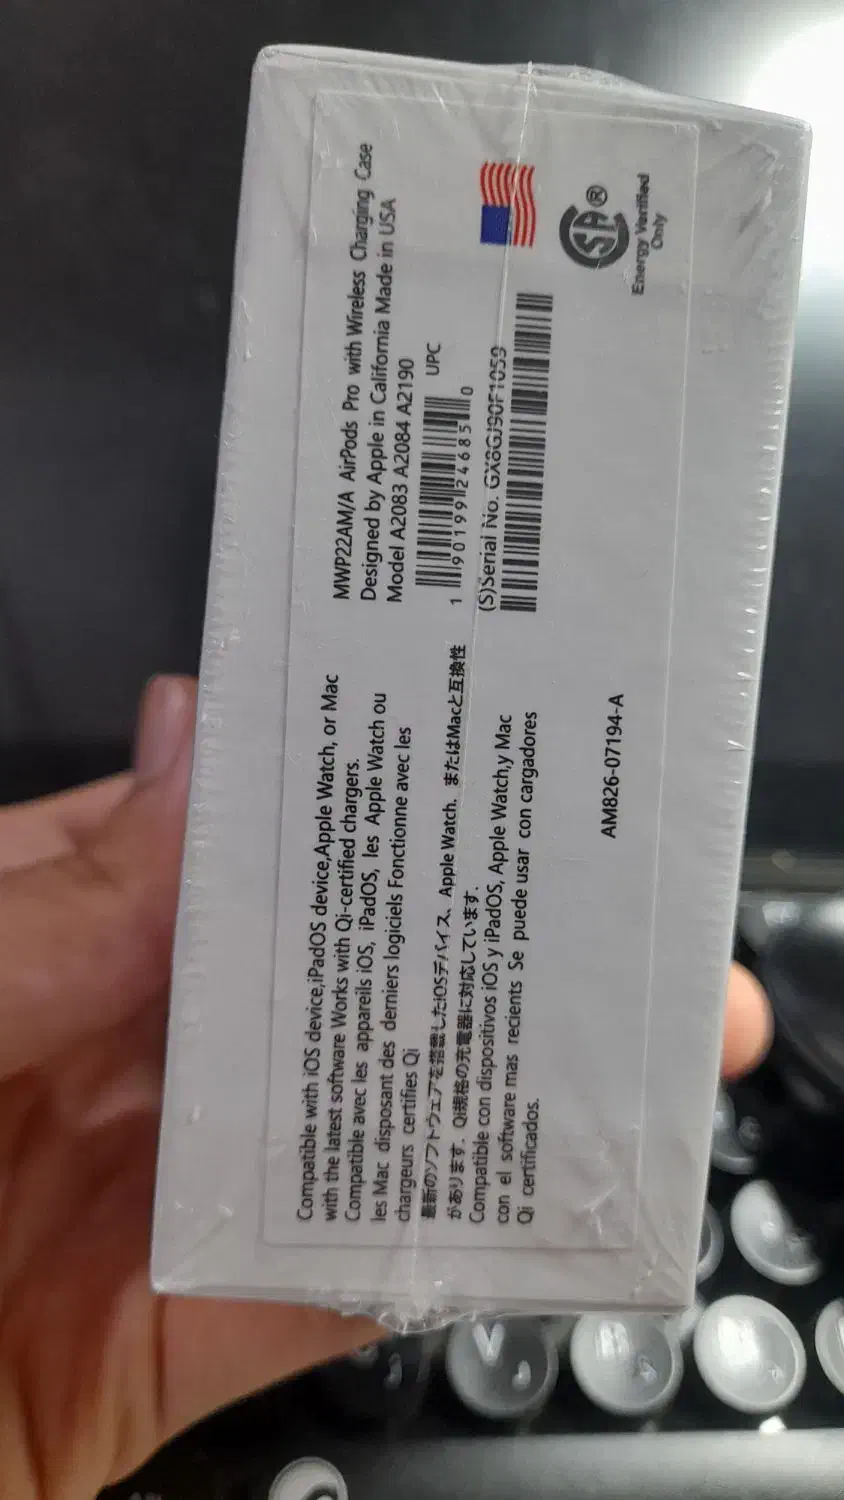 MWP22AM/A AirPods Pro with Wireless Charging Case
Designed by Apple in California Made in USA
Model A2083 A2084 A2190
UPC
1 90199 24685 0
(S)Serial No. GX8GJ90F1059
SA®
Energy Verified
Only
Compatible with iOS device,iPadOS device,Apple Watch, or Mac
with the latest software Works with Qi-certified chargers.
Compatible avec les appareils iOS, iPadOS, les Apple Watch ou
les Mac disposant des derniers logiciels Fonctionne avec les
chargeurs certifies Qi
最新のソフトウェアを搭載したiOSデバイス、Apple Watch、またはMacと互換性
があります. Qi規格の充電器に対応しています.
Compatible con dispositivos iOS y iPadOS, Apple Watch,y Mac
con el software mas recients Se puede usar con cargadores
Qi certificados.
AM826-07194-A
V